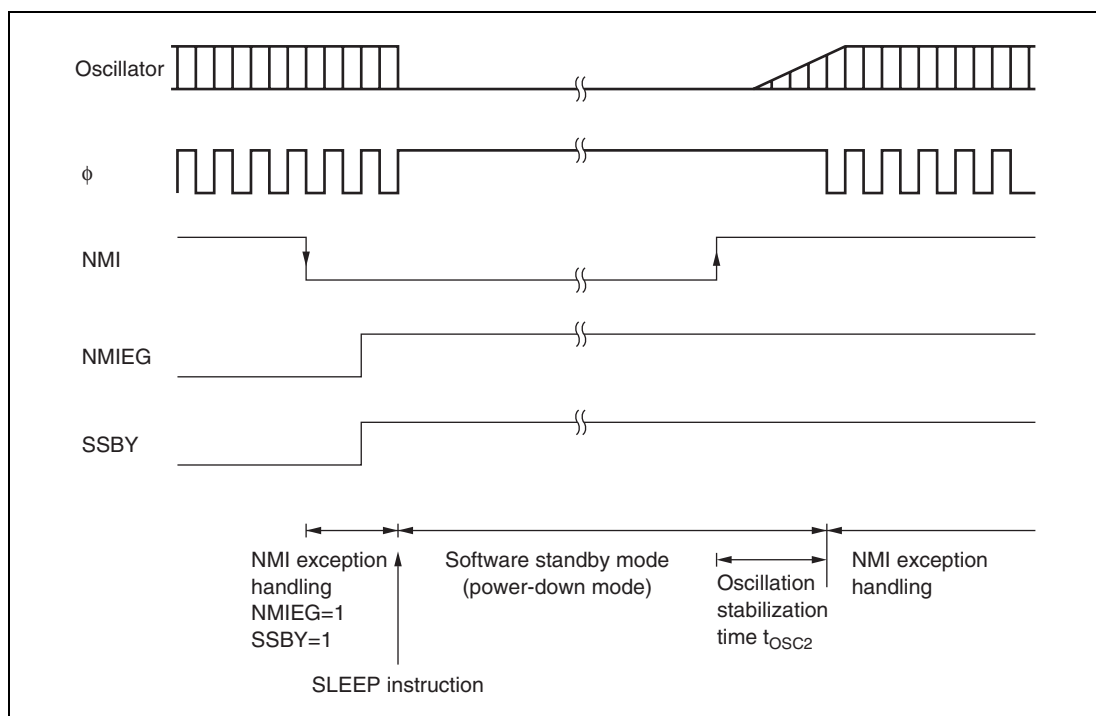 Oscillator
φ
NMI
NMIEG
SSBY
NMI exception
handling
NMIEG=1
SSBY=1
Software standby mode
(power-down mode)
Oscillation
stabilization
time tOSC2
NMI exception
handling
SLEEP instruction